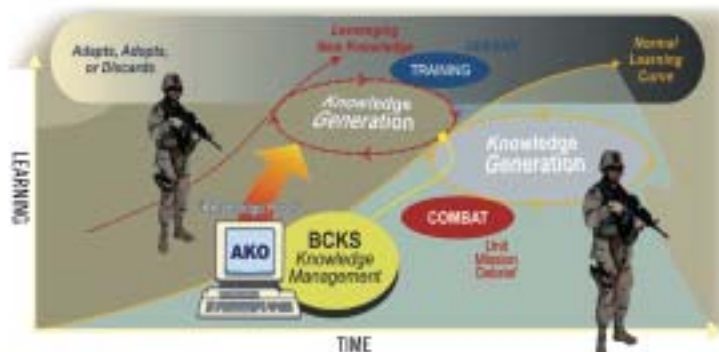 Adapts, Adopts,
or Discards
Leveraging
New Knowledge
TRAINING
Normal
Learning
Curve
Knowledge
Generation
Knowledge
Generation
LEARNING
COMBAT
AKO
BCKS
Knowledge
Management
Unit
Mission
Debrief
TIME